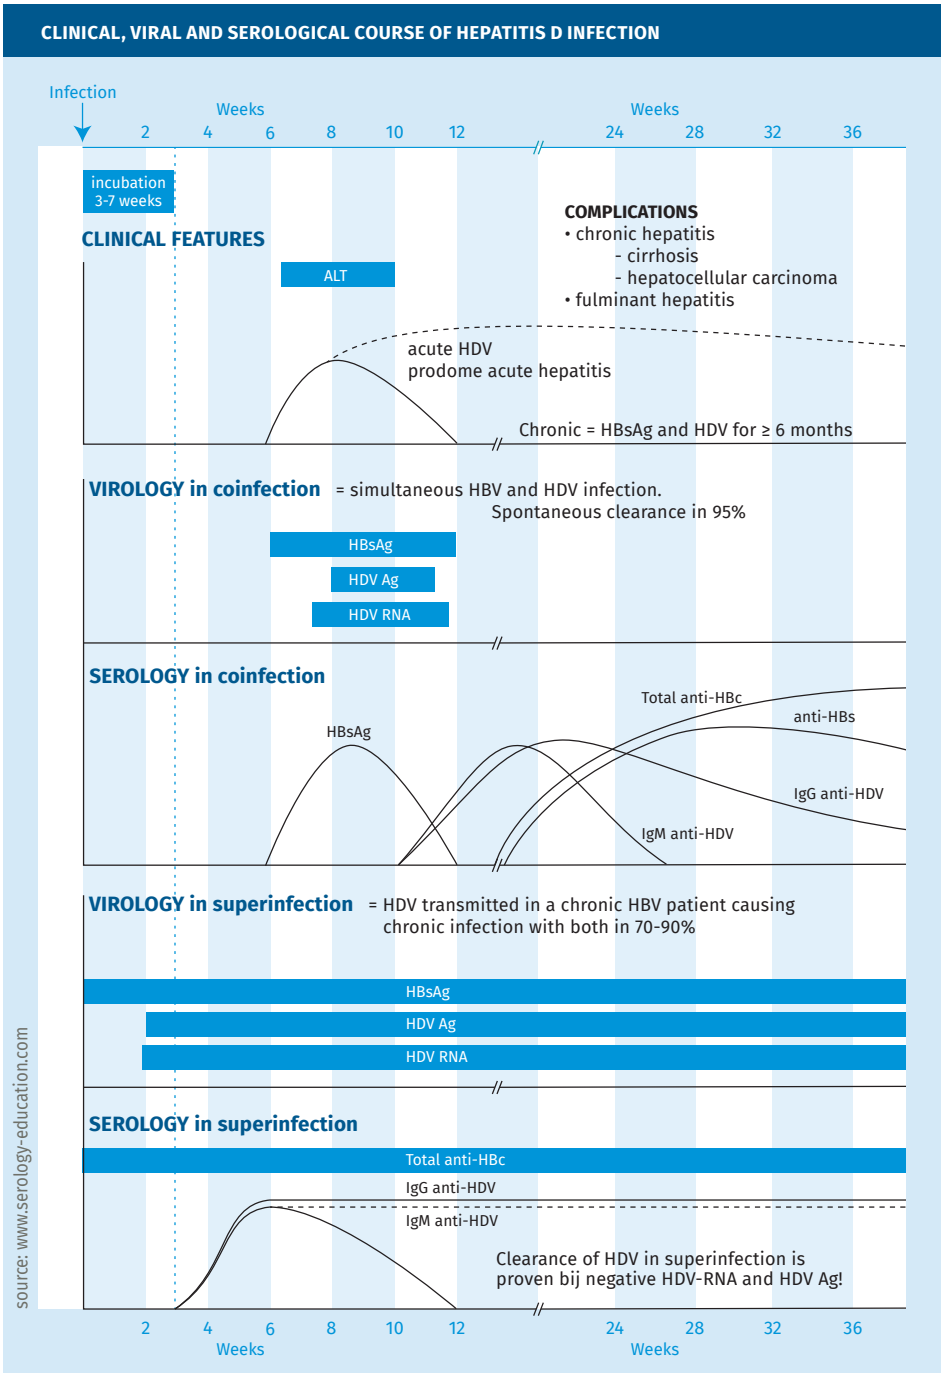 CLINICAL, VIRAL AND SEROLOGICAL COURSE OF HEPATITIS D INFECTION
Infection
Weeks Weeks
2 4 6 8 10 12 24 28 32 36
incubation
3-7 weeks
CLINICAL FEATURES
COMPLICATIONS
• chronic hepatitis
- cirrhosis
- hepatocellular carcinoma
• fulminant hepatitis
ALT
acute HDV
prodome acute hepatitis
Chronic = HBsAg and HDV for ≥ 6 months
VIROLOGY in coinfection = simultaneous HBV and HDV infection.
Spontaneous clearance in 95%
HBsAg
HDV Ag
HDV RNA
SEROLOGY in coinfection
Total anti-HBc
anti-HBs
HBsAg
IgG anti-HDV
IgM anti-HDV
VIROLOGY in superinfection = HDV transmitted in a chronic HBV patient causing
chronic infection with both in 70-90%
HBsAg
HDV Ag
HDV RNA
SEROLOGY in superinfection
Total anti-HBc
IgG anti-HDV
IgM anti-HDV
Clearance of HDV in superinfection is
proven bij negative HDV-RNA and HDV Ag!
2 4 6 8 10 12 24 28 32 36
Weeks Weeks
source: www.serology-education.com